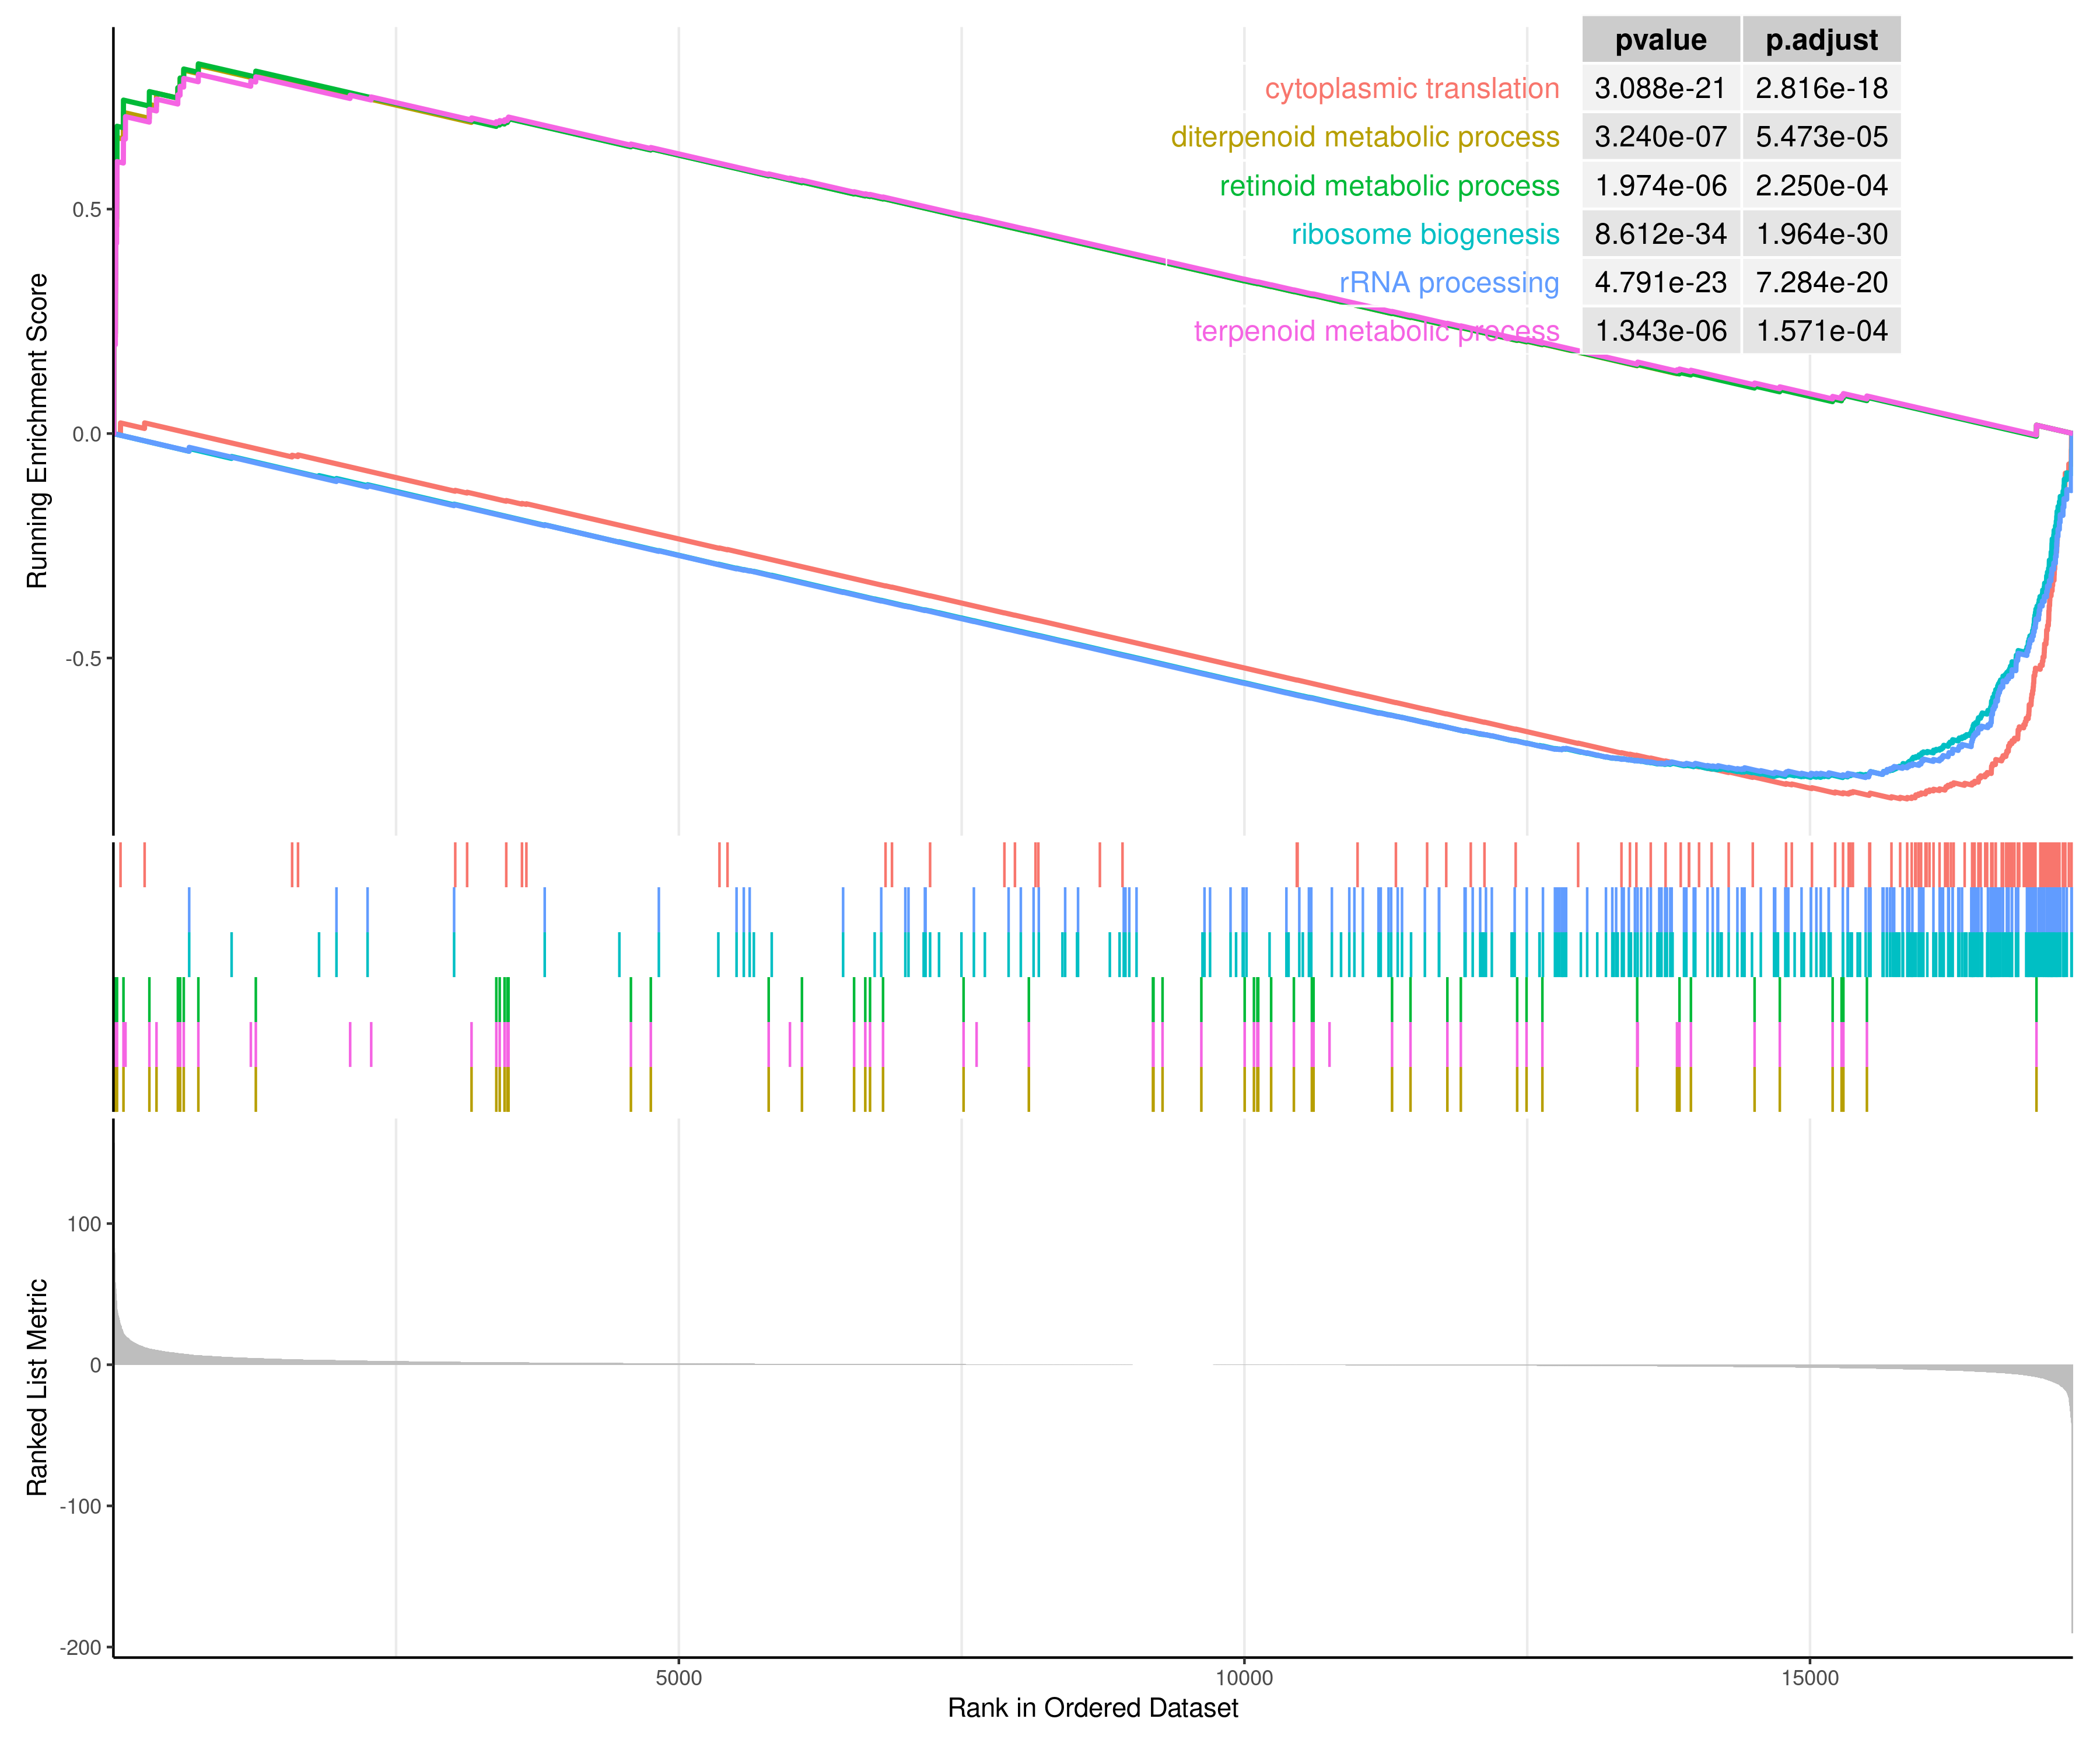 pvalue p.adjust
cytoplasmic translation 3.088e-21 2.816e-18
diterpenoid metabolic process 3.240e-07 5.473e-05
retinoid metabolic process 1.974e-06 2.250e-04
ribosome biogenesis 8.612e-34 1.964e-30
rRNA processing 4.791e-23 7.284e-20
terpenoid metabolic process 1.343e-06 1.571e-04
Running Enrichment Score
0.5
0.0
-0.5
Ranked List Metric
100
0
-100
-200
5000 10000 15000
Rank in Ordered Dataset